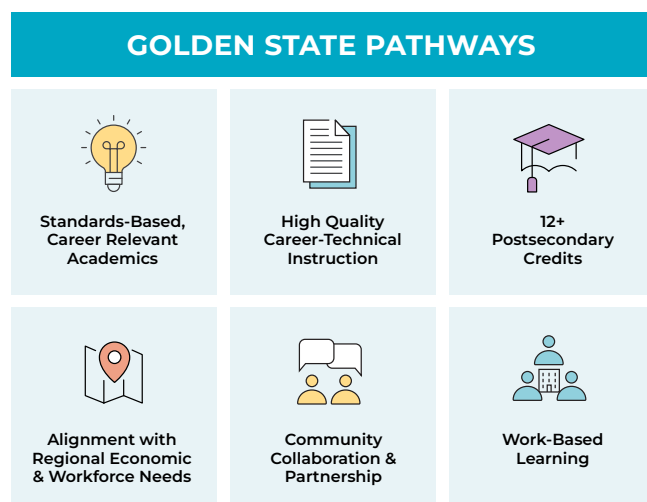 GOLDEN STATE PATHWAYS
Standards-Based,
Career Relevant
Academics
High Quality
Career-Technical
Instruction
12+
Postsecondary
Credits
Alignment with
Regional Economic
& Workforce Needs
Community
Collaboration &
Partnership
Work-Based
Learning